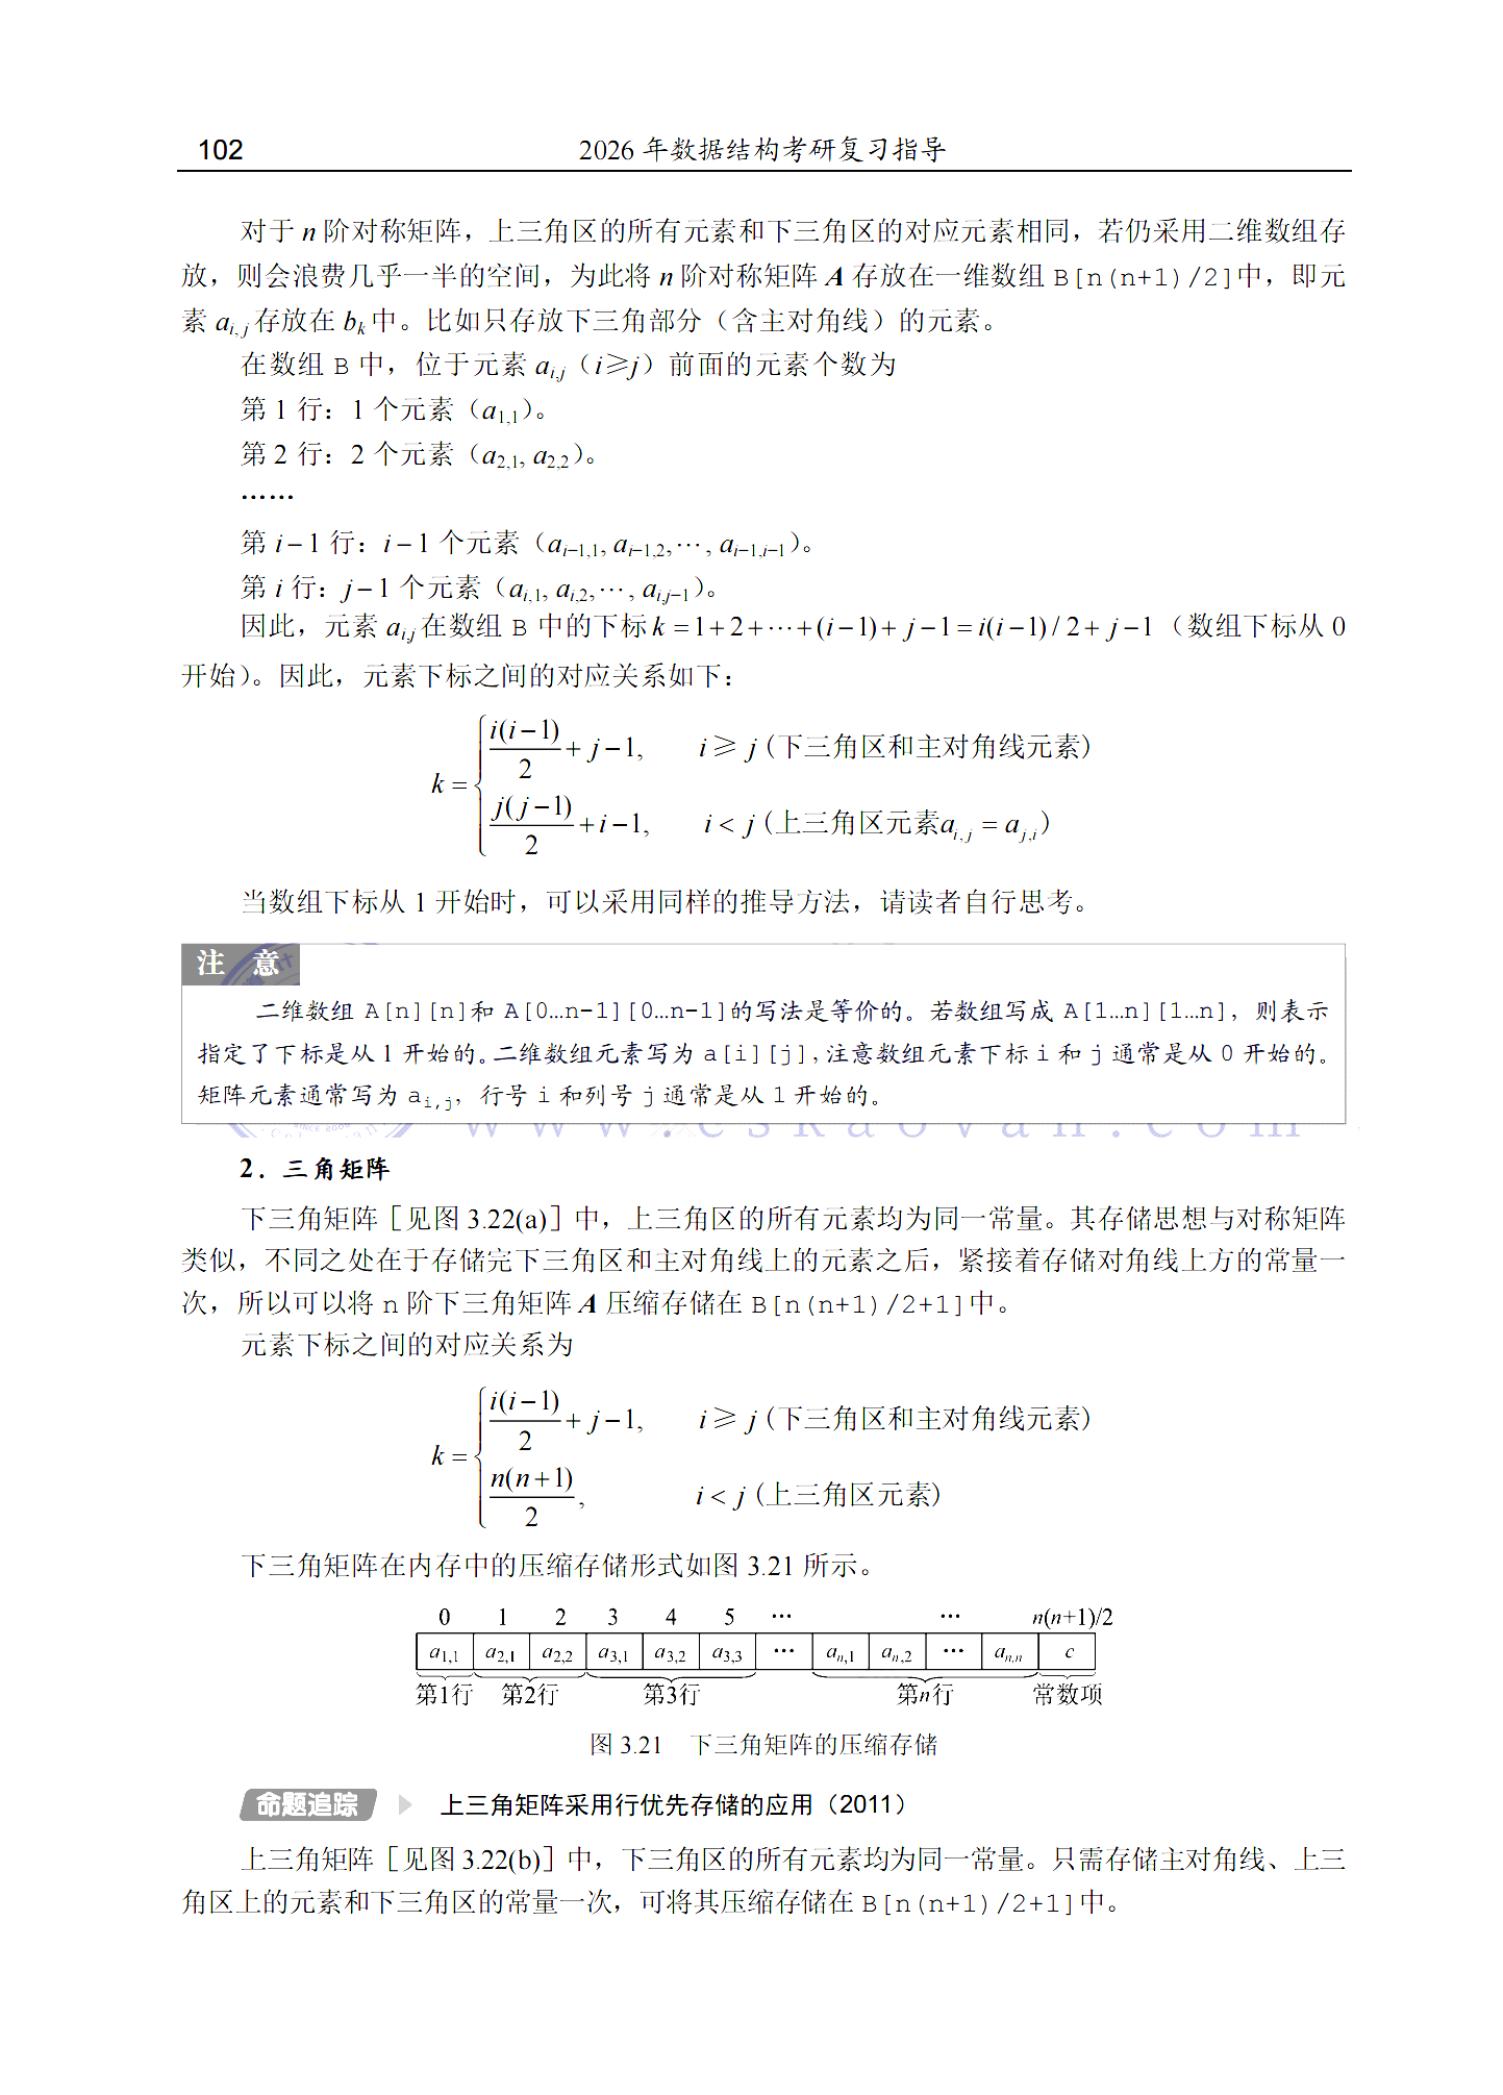 102
2026 年数据结构考研复习指导
对于 n 阶对称矩阵，上三角区的所有元素和下三角区的对应元素相同，若仍采用二维数组存
放，则会浪费几乎一半的空间，为此将 n 阶对称矩阵 A 存放在一维数组 B[n(n+1)/2]中，即元
素 a_{i,j} 存放在 b_k 中。比如只存放下三角部分（含主对角线）的元素。
在数组 B 中，位于元素 a_{i,j}（i≥j）前面的元素个数为
第 1 行：1 个元素（a_{1,1}）。
第 2 行：2 个元素（a_{2,1}, a_{2,2}）。
……
第 i−1 行：i−1 个元素（a_{i−1,1}, a_{i−1,2}, ⋯, a_{i−1,i−1}）。
第 i 行：j−1 个元素（a_{i,1}, a_{i,2}, ⋯, a_{i,j−1}）。
因此，元素 a_{i,j} 在数组 B 中的下标 k = 1+2+⋯+(i−1)+ j−1 = i(i−1)/2+ j−1（数组下标从 0
开始）。因此，元素下标之间的对应关系如下：
k = { i(i−1)/2 + j−1, i≥ j (下三角区和主对角线元素)
j(j−1)/2 + i−1, i< j (上三角区元素a_{i,j} = a_{j,i})
当数组下标从 1 开始时，可以采用同样的推导方法，请读者自行思考。
注 意
二维数组 A[n][n]和 A[0…n-1][0…n-1]的写法是等价的。若数组写成 A[1…n][1…n]，则表示
指定了下标是从 1 开始的。二维数组元素写为 a[i][j]，注意数组元素下标 i 和 j 通常是从 0 开始的。
矩阵元素通常写为 a_{i,j}，行号 i 和列号 j 通常是从 1 开始的。
www.cskaoyan.com
2．三角矩阵
下三角矩阵［见图 3.22(a)］中，上三角区的所有元素均为同一常量。其存储思想与对称矩阵
类似，不同之处在于存储完下三角区和主对角线上的元素之后，紧接着存储对角线上方的常量一
次，所以可以将 n 阶下三角矩阵 A 压缩存储在 B[n(n+1)/2+1]中。
元素下标之间的对应关系为
k = { i(i−1)/2 + j−1, i≥ j (下三角区和主对角线元素)
n(n+1)/2, i< j (上三角区元素)
下三角矩阵在内存中的压缩存储形式如图 3.21 所示。
0 1 2 3 4 5 ⋯ ⋯ n(n+1)/2
a_{1,1} a_{2,1} a_{2,2} a_{3,1} a_{3,2} a_{3,3} ⋯ a_{n,1} a_{n,2} ⋯ a_{n,n} c
第1行 第2行 第3行 第n行 常数项
图 3.21 下三角矩阵的压缩存储
命题追踪 上三角矩阵采用行优先存储的应用（2011）
上三角矩阵［见图 3.22(b)］中，下三角区的所有元素均为同一常量。只需存储主对角线、上三
角区上的元素和下三角区的常量一次，可将其压缩存储在 B[n(n+1)/2+1]中。